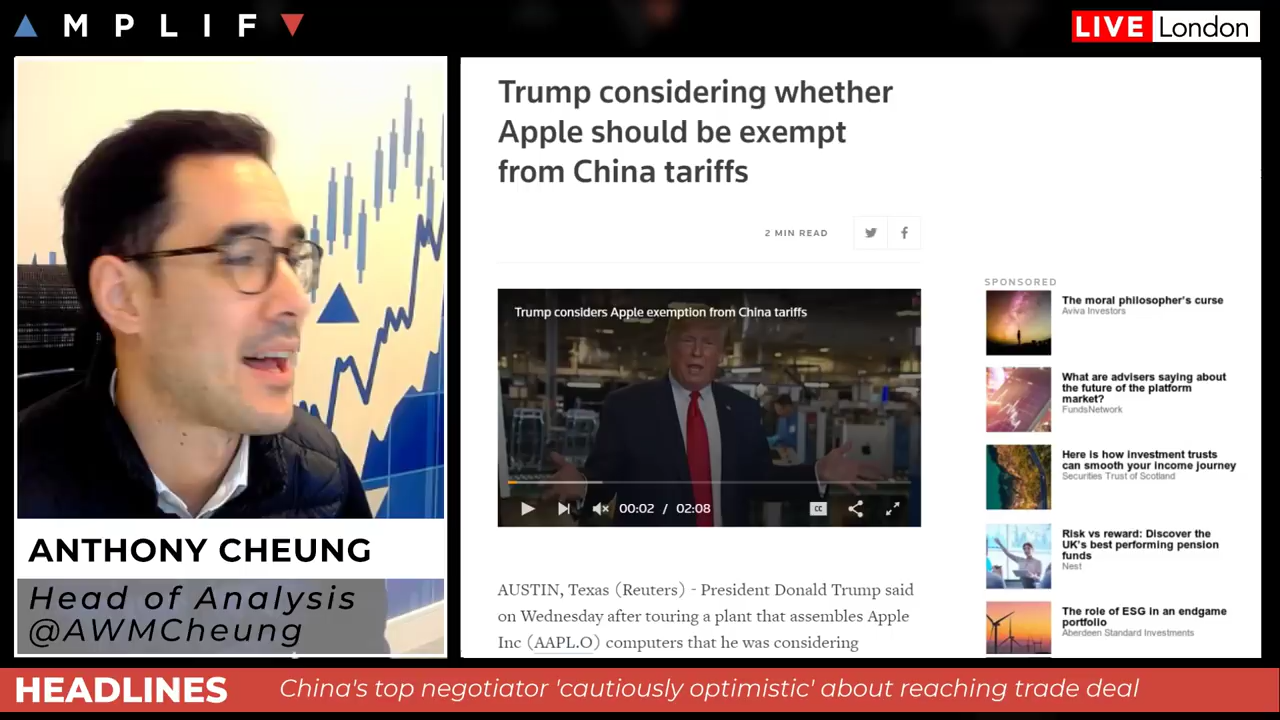 MPLIF
LIVE London
Trump considering whether
Apple should be exempt
from China tariffs
2 MIN READ
Trump considers Apple exemption from China tariffs
00:02 / 02:08
CC
AUSTIN, Texas (Reuters) - President Donald Trump said
on Wednesday after touring a plant that assembles Apple
Inc (AAPL.O) computers that he was considering
SPONSORED
The moral philosopher's curse
Aviva Investors
What are advisers saying about
the future of the platform
market?
FundsNetwork
Here is how investment trusts
can smooth your income journey
Securities Trust of Scotland
Risk vs reward: Discover the
UK's best performing pension
funds
Nest
The role of ESG in an endgame
portfolio
Aberdeen Standard Investments
ANTHONY CHEUNG
Head of Analysis
@AWMCheung
HEADLINES China's top negotiator 'cautiously optimistic' about reaching trade deal